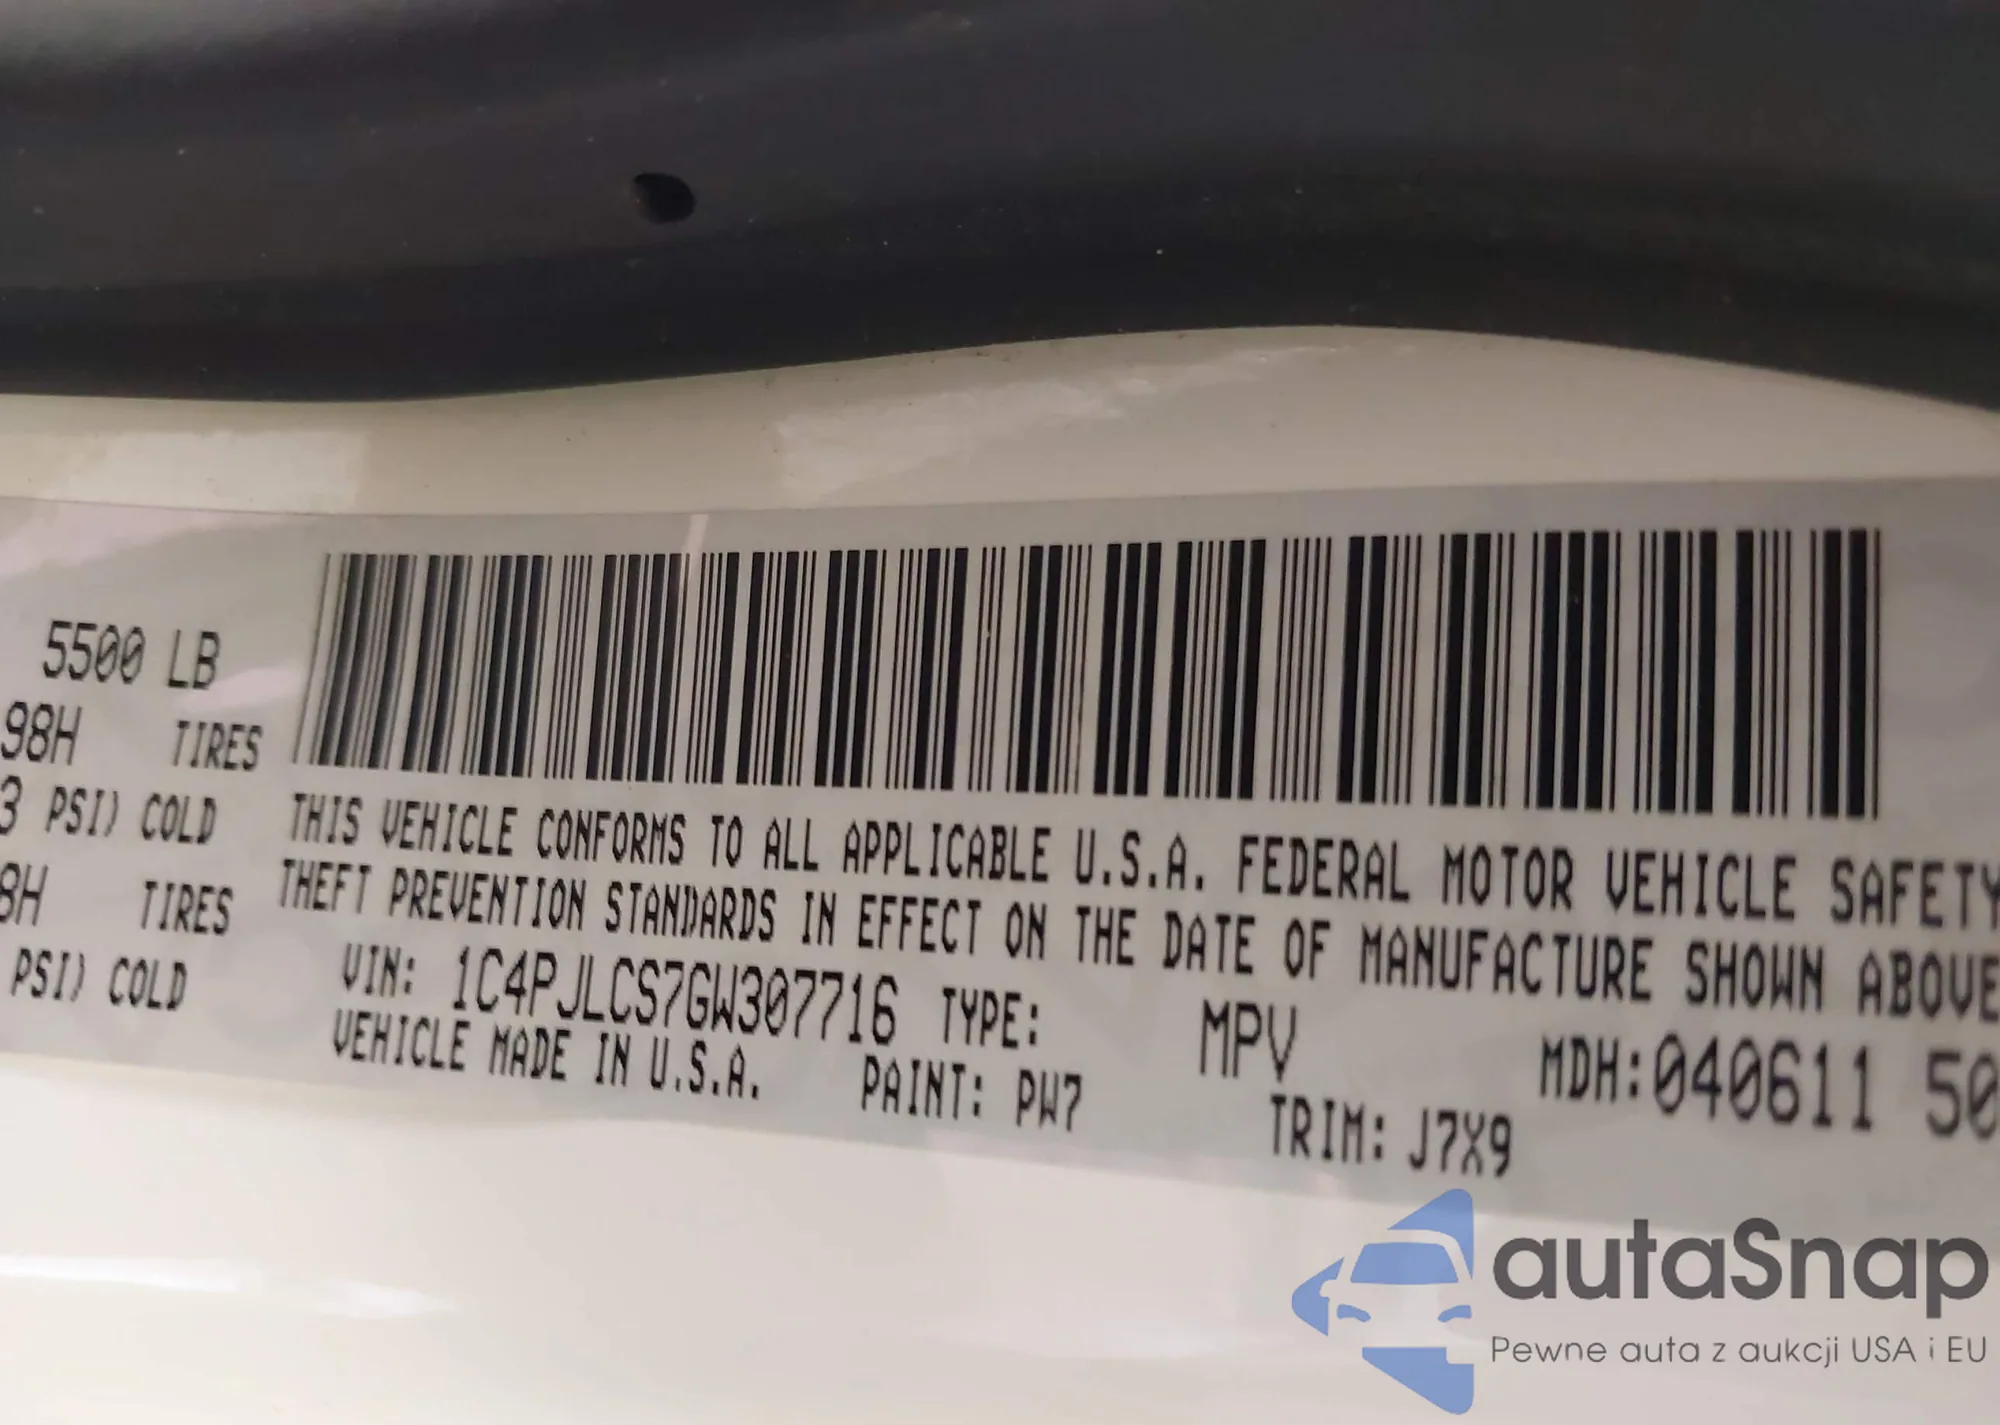 5500 LB
98H TIRES
3 PSI) COLD
8H TIRES
PSI) COLD
THIS VEHICLE CONFORMS TO ALL APPLICABLE U.S.A. FEDERAL MOTOR VEHICLE SAFETY
THEFT PREVENTION STANDARDS IN EFFECT ON THE DATE OF MANUFACTURE SHOWN ABOVE
VIN: 1C4PJLCS7GW307716 TYPE: MPV MDH:040611 50
VEHICLE MADE IN U.S.A. PAINT: PW7 TRIM: J7X9
autaSnap
Pewne auta z aukcji USA i EU